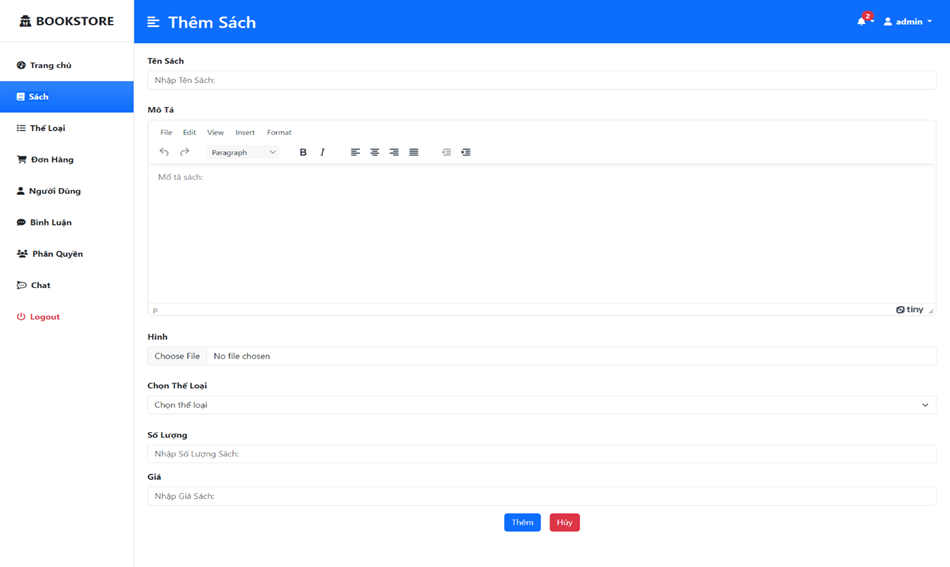 BOOKSTORE
Thêm Sách
2
admin
Trang chủ
Sách
Thể Loại
Đơn Hàng
Người Dùng
Bình Luận
Phân Quyền
Chat
Logout
Tên Sách
Nhập Tên Sách:
Mô Tả
File Edit View Insert Format
Paragraph B I
Mổ tả sách:
p
tiny
Hình
Choose File No file chosen
Chọn Thể Loại
Chọn thể loại
Số Lượng
Nhập Số Lượng Sách:
Giá
Nhập Giá Sách:
Thêm Hủy